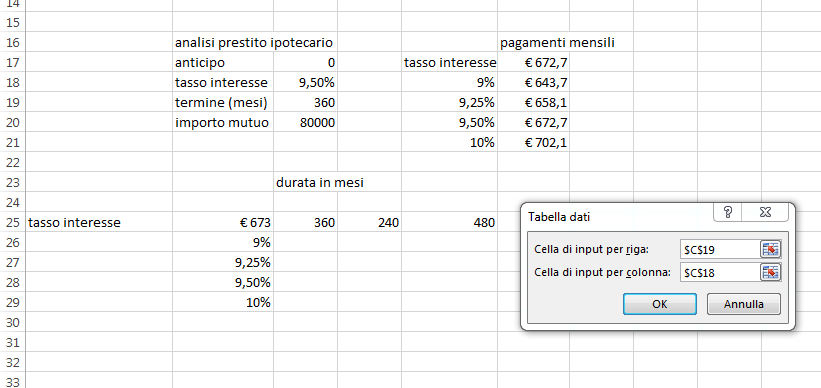 14
15
16 analisi prestito ipotecario pagamenti mensili
17 anticipo 0 tasso interesse € 672,7
18 tasso interesse 9,50% 9% € 643,7
19 termine (mesi) 360 9,25% € 658,1
20 importo mutuo 80000 9,50% € 672,7
21 10% € 702,1
22
23 durata in mesi
24
25 tasso interesse € 673 360 240 480
26 9%
27 9,25%
28 9,50%
29 10%
30
31
32
33
Tabella dati
?
Cella di input per riga: $C$19
Cella di input per colonna: $C$18
OK Annulla